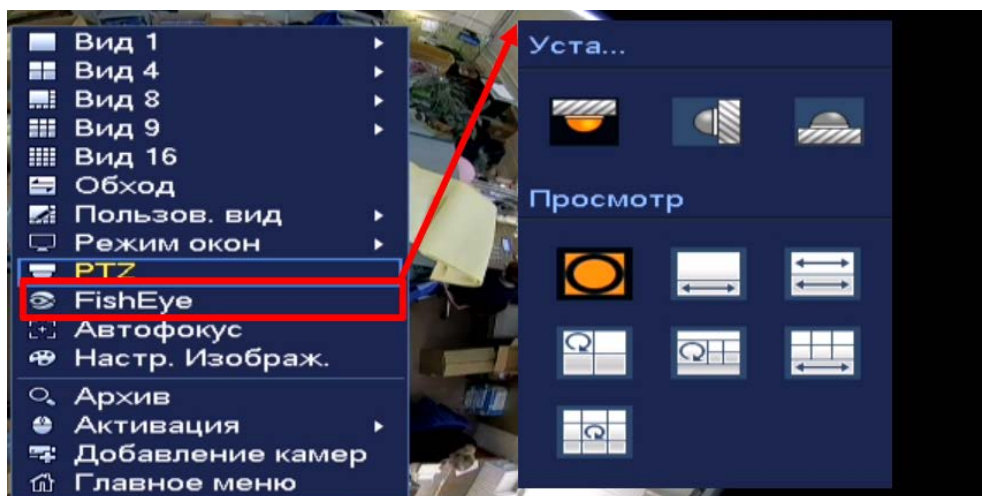 Вид 1
Вид 4
Вид 8
Вид 9
Вид 16
Обход
Пользов. вид
Режим окон
PTZ
FishEye
Автофокус
Настр. Изображ.
Архив
Активация
Добавление камер
Главное меню
Уста...
Просмотр